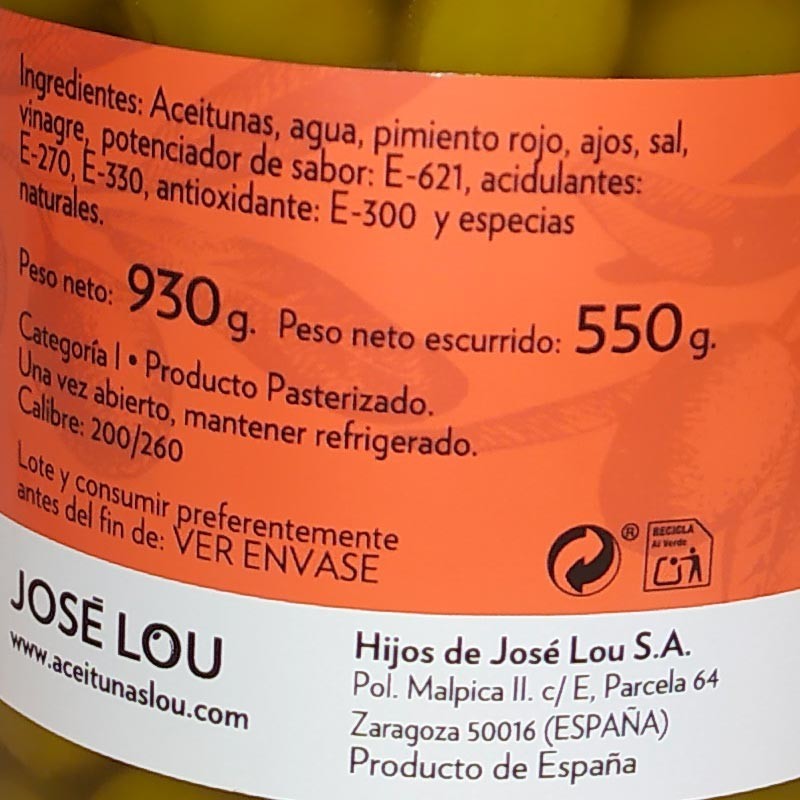 Ingredientes: Aceitunas, agua, pimiento rojo, ajos, sal,
vinagre, potenciador de sabor: E-621, acidulantes:
E-270, E-330, antioxidante: E-300 y especias
naturales.
Peso neto: 930 g. Peso neto escurrido: 550 g.
Categoría I • Producto Pasterizado.
Una vez abierto, mantener refrigerado.
Calibre: 200/260
Lote y consumir preferentemente
antes del fin de: VER ENVASE
®
RECICLA
Al Verde
JOSÉ LOU
www.aceitunaslou.com
Hijos de José Lou S.A.
Pol. Malpica II. c/ E, Parcela 64
Zaragoza 50016 (ESPAÑA)
Producto de España